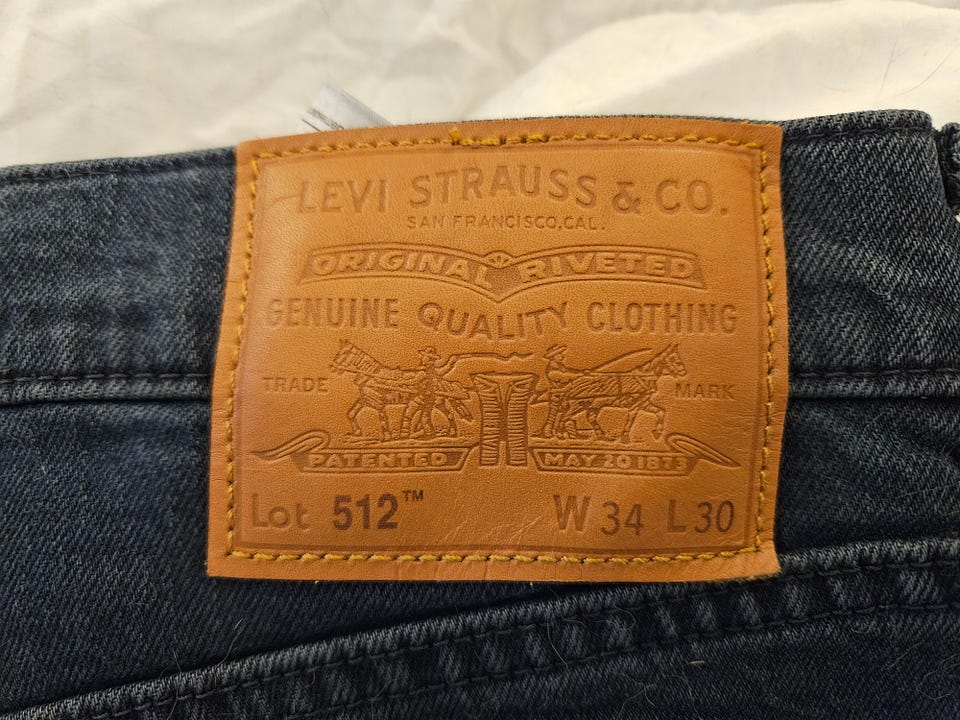 LEVI STRAUSS & CO.
SAN FRANCISCO, CAL.
ORIGINAL RIVETED
GENUINE QUALITY CLOTHING
TRADE MARK
PATENTED MAY 20 1873
Lot 512™ W 34 L 30